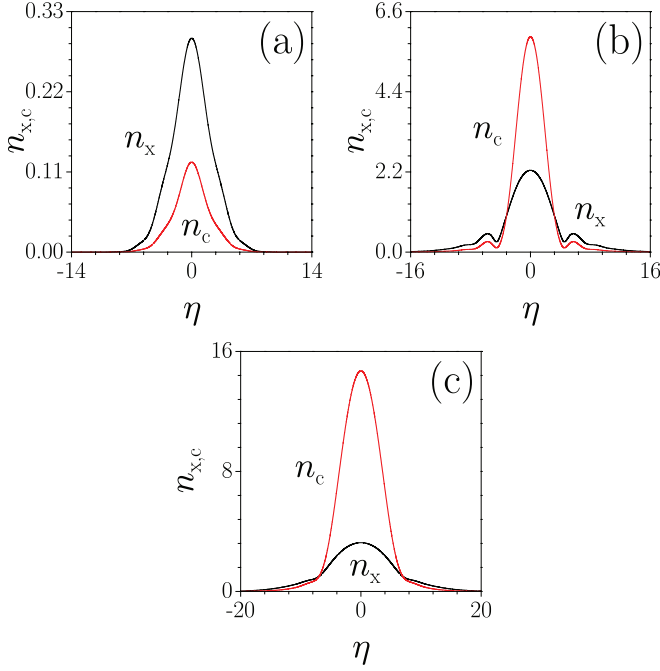 (a)
0.33
0.22
0.11
0.00
n_x,c
n_x
n_c
-14 0 14
η
(b)
6.6
4.4
2.2
0.0
n_x,c
n_c
n_x
-16 0 16
η
(c)
16
8
0
n_x,c
n_c
n_x
-20 0 20
η